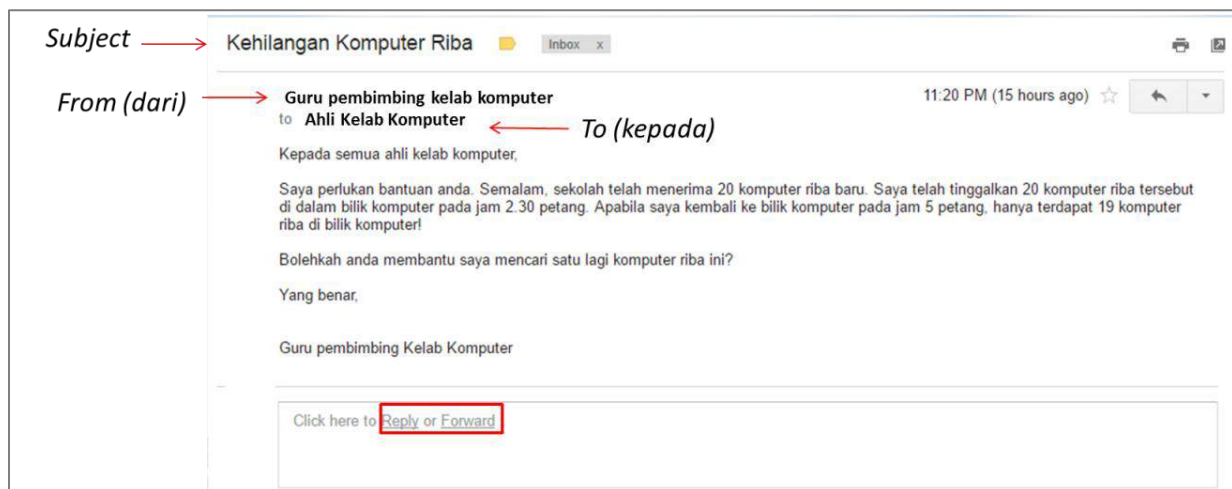 Subject
Kehilangan Komputer Riba
Inbox x
From (dari)
Guru pembimbing kelab komputer
11:20 PM (15 hours ago)
to Ahli Kelab Komputer
To (kepada)
Kepada semua ahli kelab komputer,
Saya perlukan bantuan anda. Semalam, sekolah telah menerima 20 komputer riba baru. Saya telah tinggalkan 20 komputer riba tersebut
di dalam bilik komputer pada jam 2.30 petang. Apabila saya kembali ke bilik komputer pada jam 5 petang, hanya terdapat 19 komputer
riba di bilik komputer!
Bolehkah anda membantu saya mencari satu lagi komputer riba ini?
Yang benar,
Guru pembimbing Kelab Komputer
Click here to Reply or Forward